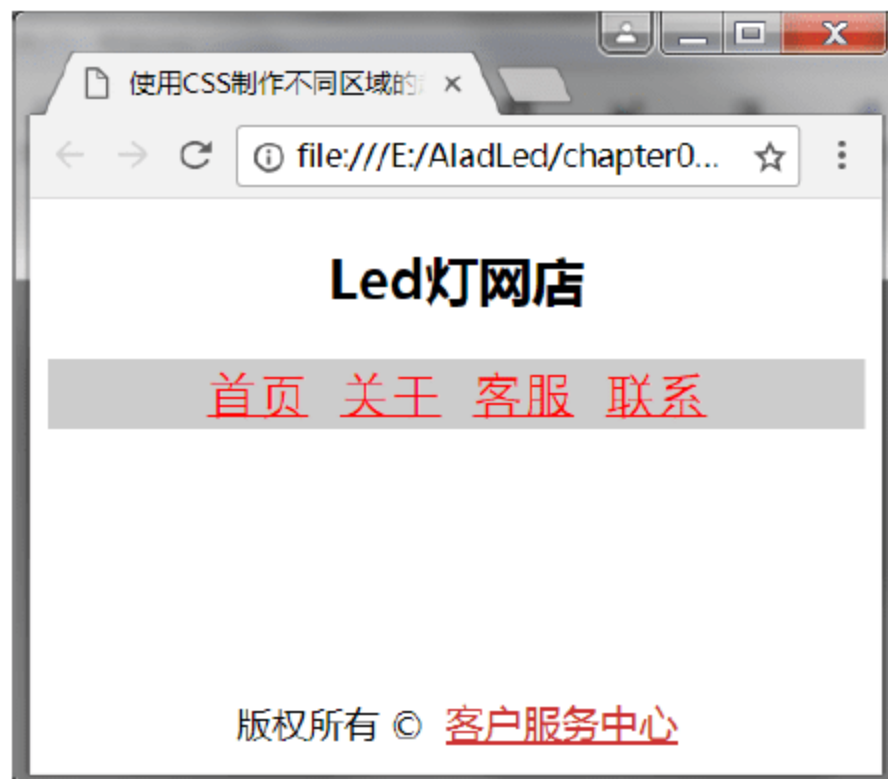 使用CSS制作不同区域的
file:///E:/AladLed/chapter0...
Led灯网店
首页 关于 客服 联系
版权所有 © 客户服务中心